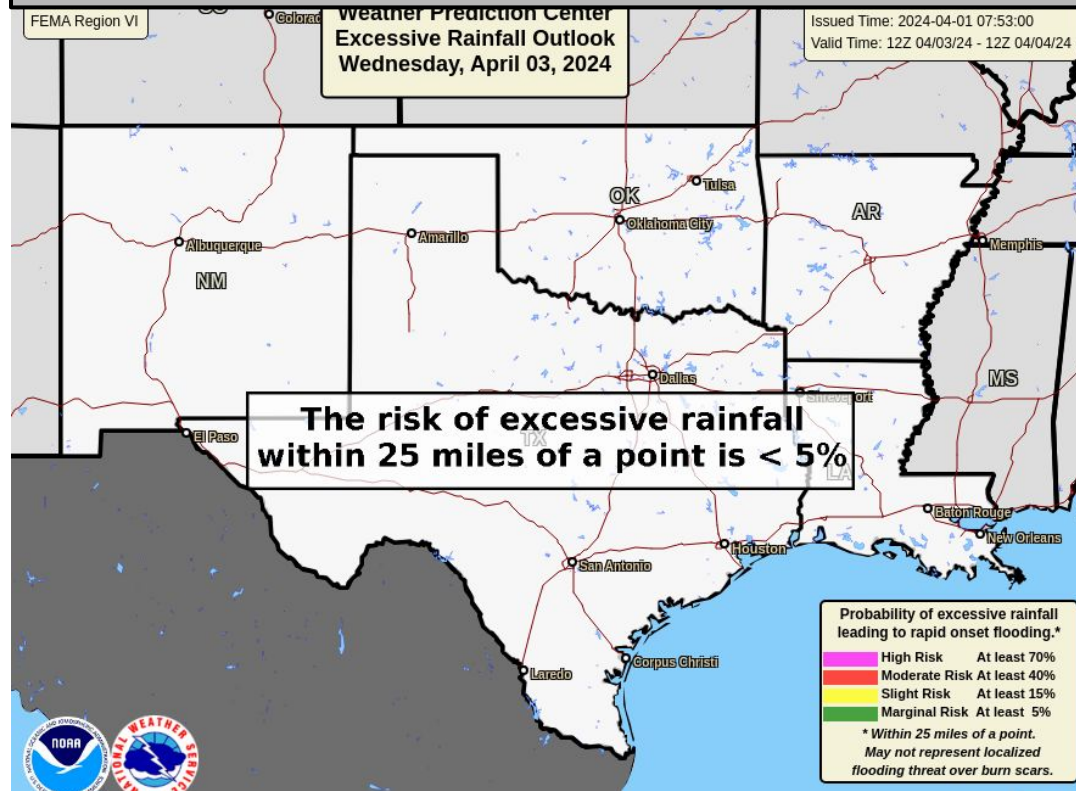 FEMA Region VI
Weather Prediction Center
Excessive Rainfall Outlook
Wednesday, April 03, 2024
Issued Time: 2024-04-01 07:53:00
Valid Time: 12Z 04/03/24 - 12Z 04/04/24
Tulsa
OK
Oklahoma City
AR
Albuquerque
Amarillo
Memphis
NM
Dallas
MS
Shreveport
The risk of excessive rainfall
within 25 miles of a point is < 5%
El Paso
TX
LA
Baton Rouge
New Orleans
Houston
San Antonio
Laredo
Corpus Christi
Probability of excessive rainfall
leading to rapid onset flooding.*
High Risk At least 70%
Moderate Risk At least 40%
Slight Risk At least 15%
Marginal Risk At least 5%
* Within 25 miles of a point.
May not represent localized
flooding threat over burn scars.
NOAA